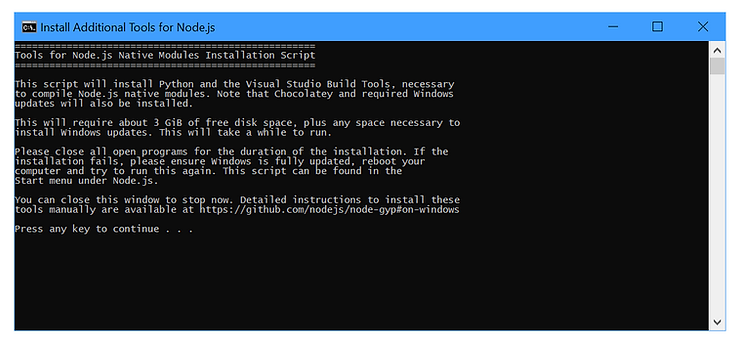 Install Additional Tools for Node.js
====================================================
Tools for Node.js Native Modules Installation Script
====================================================
This script will install Python and the Visual Studio Build Tools, necessary
to compile Node.js native modules. Note that Chocolatey and required Windows
updates will also be installed.
This will require about 3 GiB of free disk space, plus any space necessary to
install Windows updates. This will take a while to run.
Please close all open programs for the duration of the installation. If the
installation fails, please ensure Windows is fully updated, reboot your
computer and try to run this again. This script can be found in the
Start menu under Node.js.
You can close this window to stop now. Detailed instructions to install these
tools manually are available at https://github.com/nodejs/node-gyp#on-windows
Press any key to continue . . .